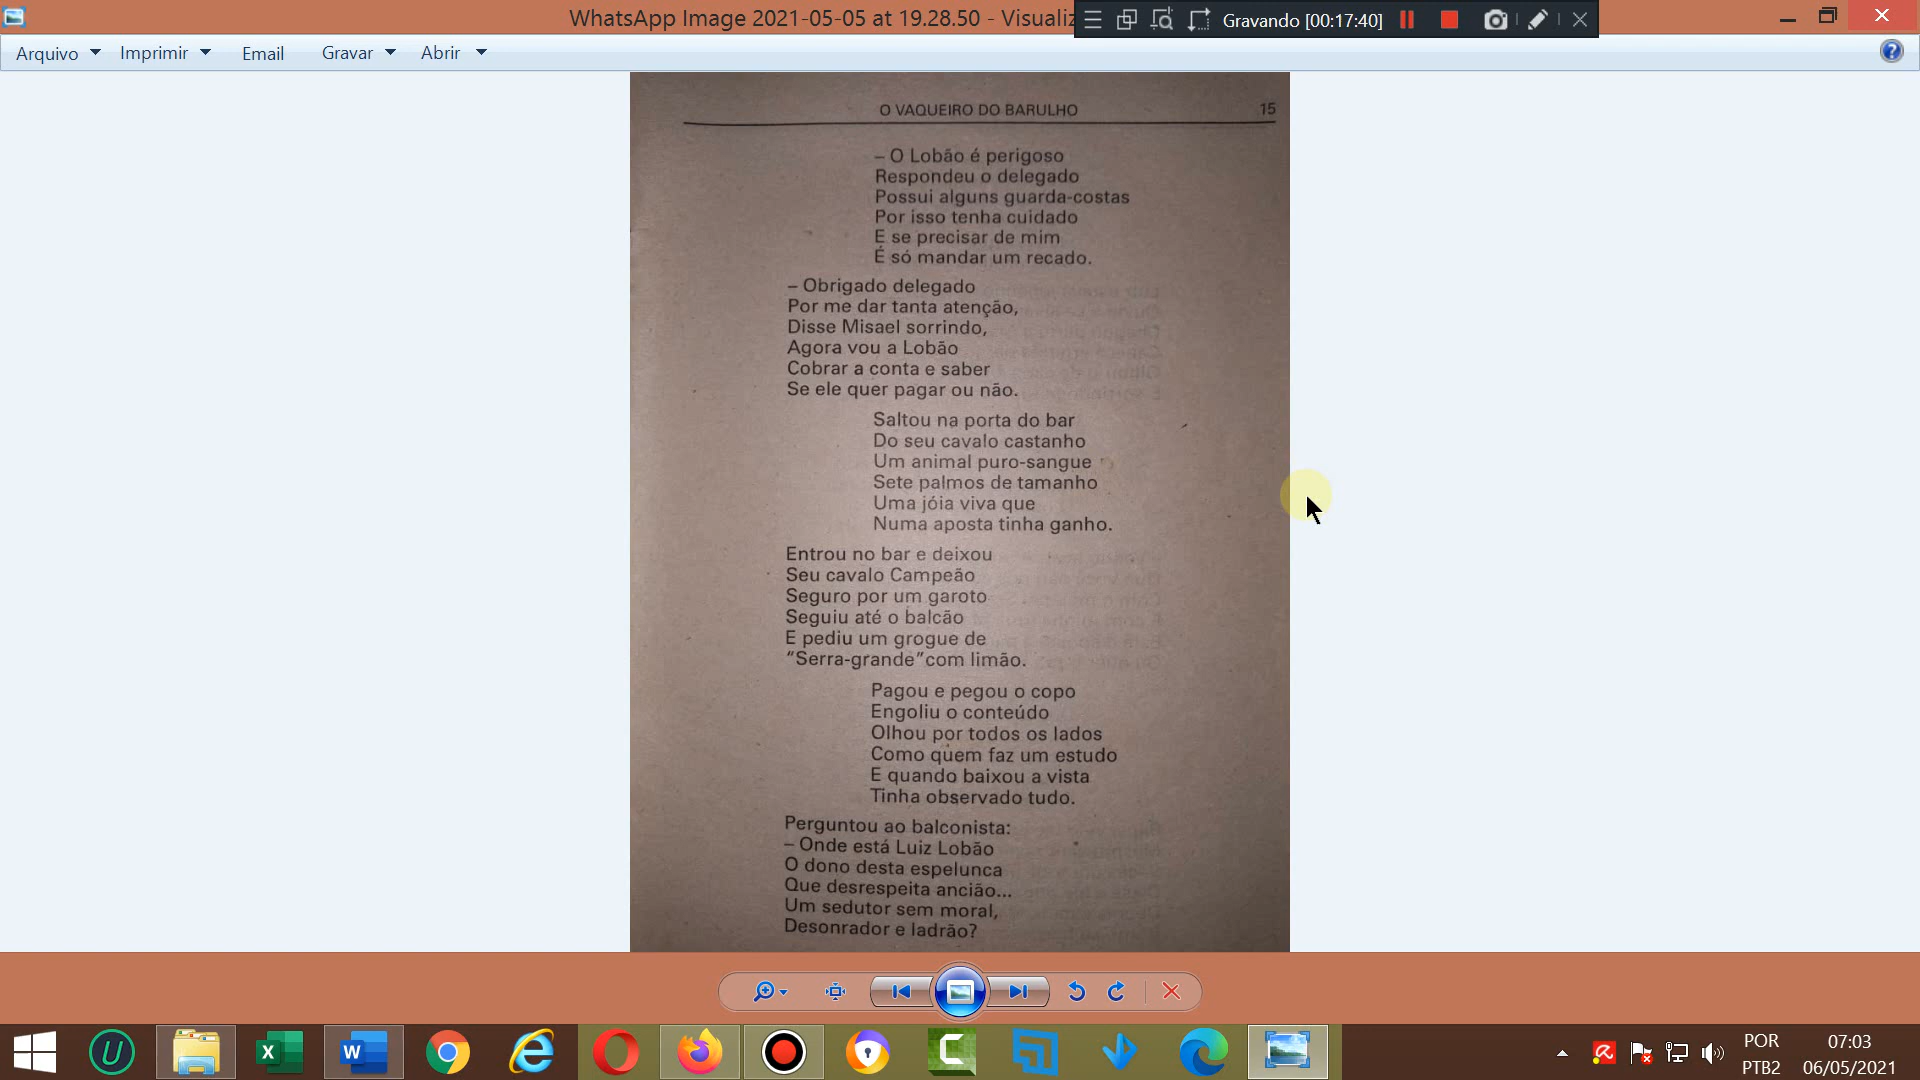 WhatsApp Image 2021-05-05 at 19.28.50 - Visualiz
Gravando [00:17:40]
Arquivo
Imprimir
Email
Gravar
Abrir
O VAQUEIRO DO BARULHO 15
– O Lobão é perigoso
Respondeu o delegado
Possui alguns guarda-costas
Por isso tenha cuidado
E se precisar de mim
É só mandar um recado.
– Obrigado delegado
Por me dar tanta atenção,
Disse Misael sorrindo,
Agora vou a Lobão
Cobrar a conta e saber
Se ele quer pagar ou não.
Saltou na porta do bar
Do seu cavalo castanho
Um animal puro-sangue
Sete palmos de tamanho
Uma jóia viva que
Numa aposta tinha ganho.
Entrou no bar e deixou
Seu cavalo Campeão
Seguro por um garoto
Seguiu até o balcão
E pediu um grogue de
“Serra-grande”com limão.
Pagou e pegou o copo
Engoliu o conteúdo
Olhou por todos os lados
Como quem faz um estudo
E quando baixou a vista
Tinha observado tudo.
Perguntou ao balconista:
– Onde está Luiz Lobão
O dono desta espelunca
Que desrespeita ancião...
Um sedutor sem moral,
Desonrador e ladrão?
POR
PTB2
07:03
06/05/2021